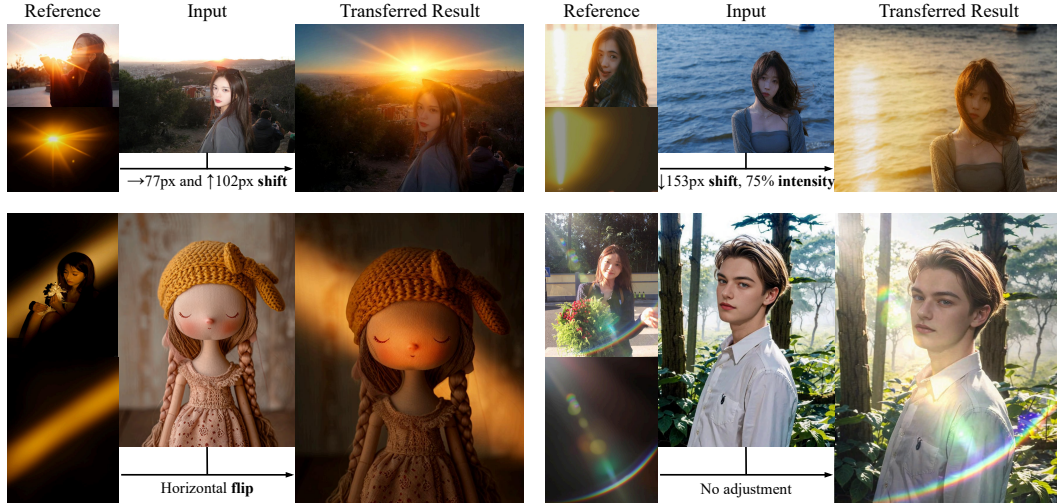 Reference Input Transferred Result
→77px and ↑102px shift
Horizontal flip
Reference Input Transferred Result
↓153px shift, 75% intensity
No adjustment